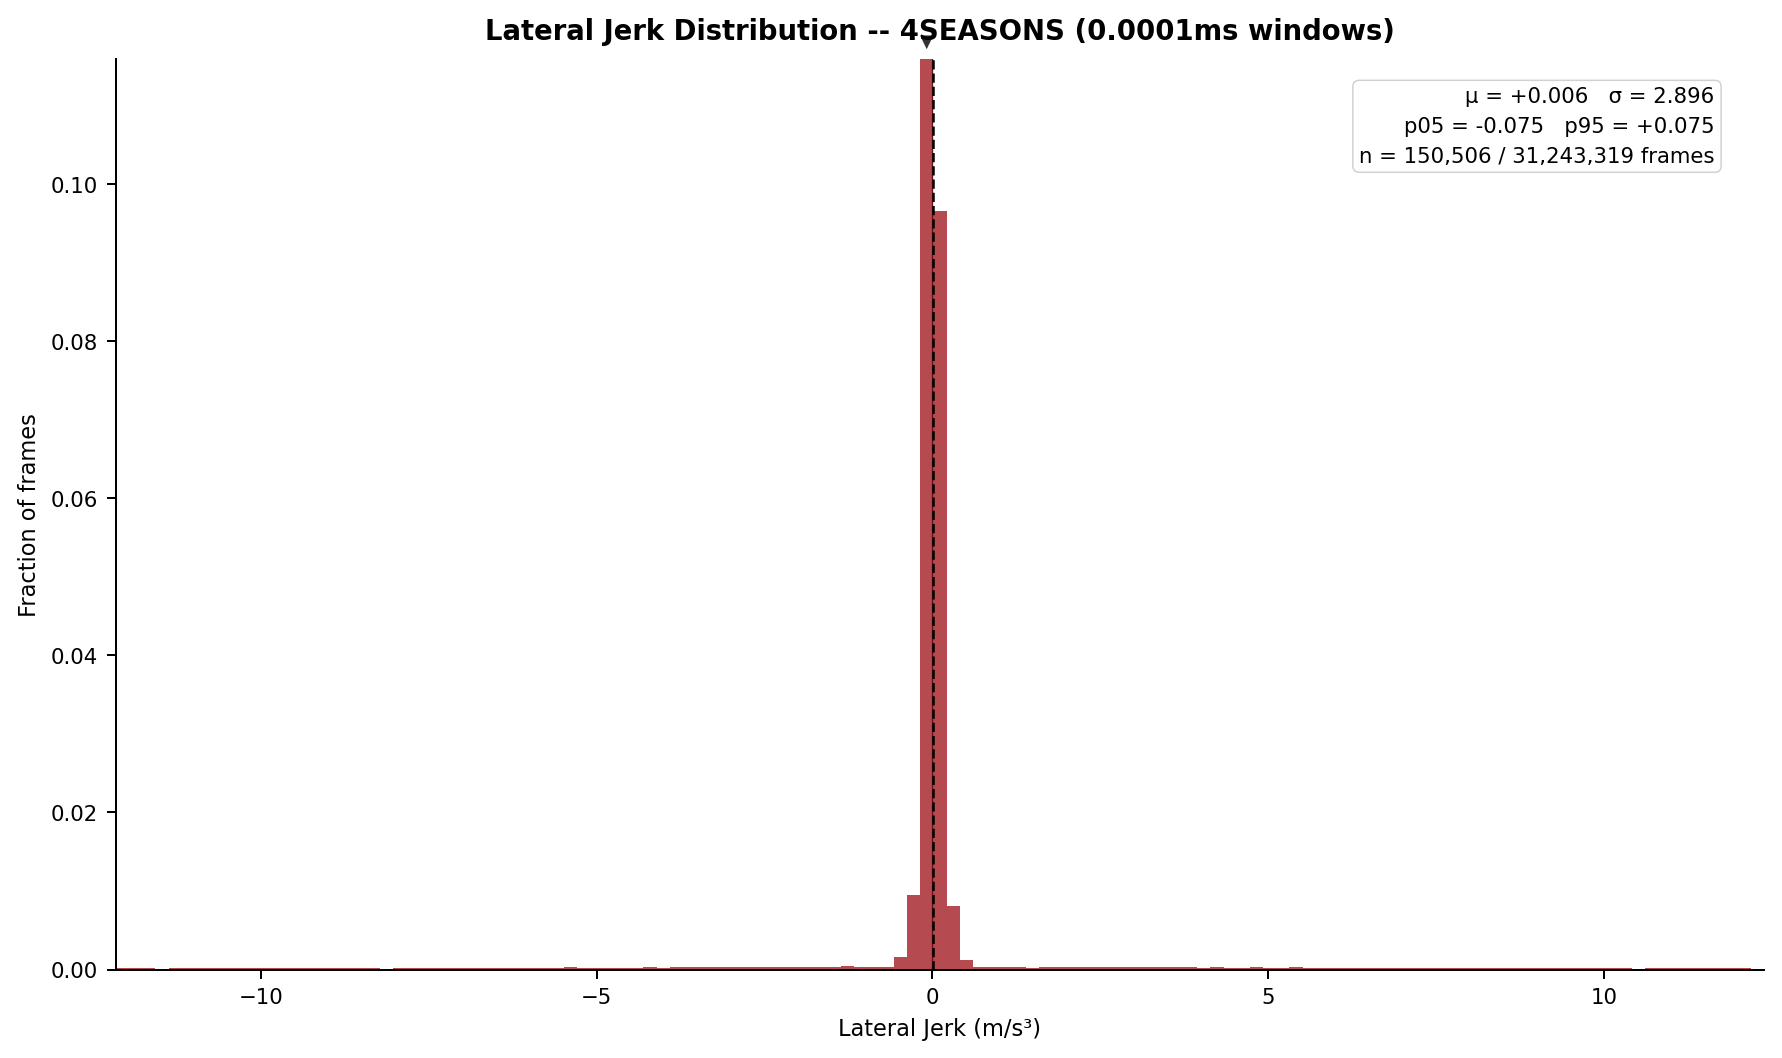 Lateral Jerk Distribution -- 4SEASONS (0.0001ms windows)
μ = +0.006   σ = 2.896
p05 = -0.075   p95 = +0.075
n = 150,506 / 31,243,319 frames
Fraction of frames
0.10
0.08
0.06
0.04
0.02
0.00
−10
−5
0
5
10
Lateral Jerk (m/s³)